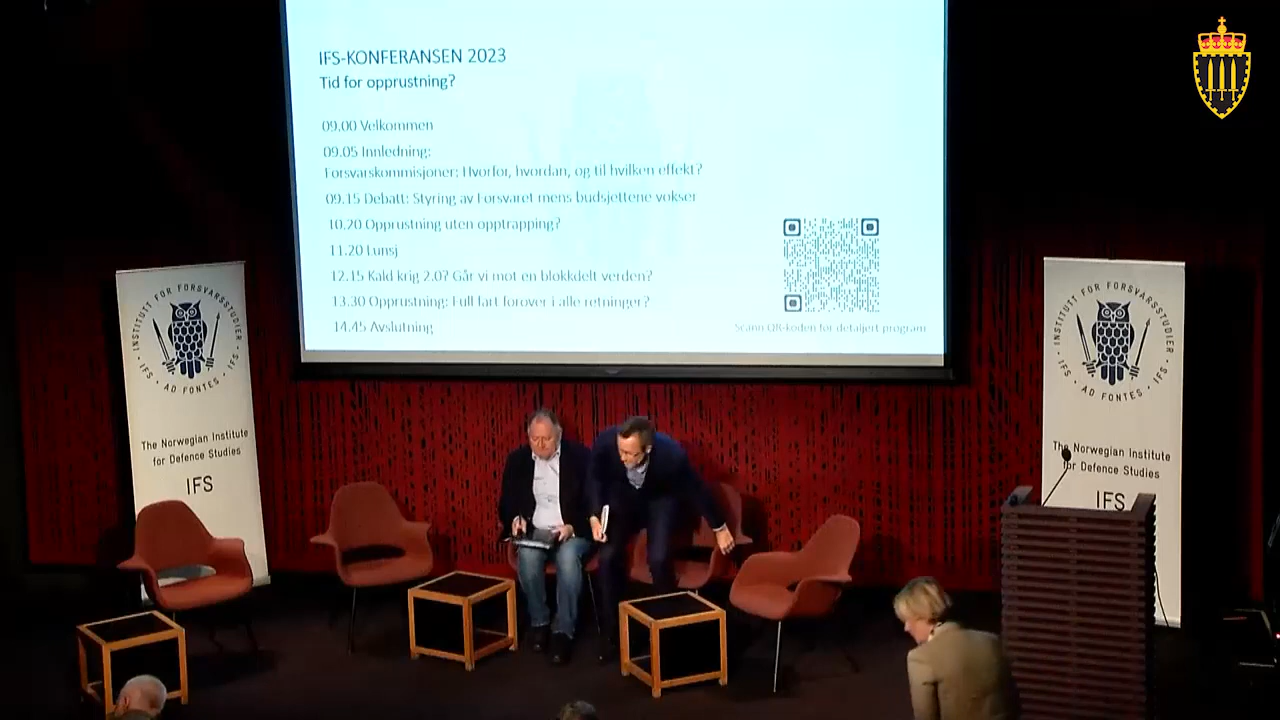 IFS-KONFERANSEN 2023
Tid for opprustning?
09.00 Velkommen
09.05 Innledning:
Forsvarskommisjoner: Hvorfor, hvordan, og til hvilken effekt?
09.15 Debatt: Styring av Forsvaret mens budsjettene vokser
10.20 Opprustning uten opptrapping?
11.20 Lunsj
12.15 Kald krig 2.0? Går vi mot en blokkdelt verden?
13.30 Opprustning: Full fart forover i alle retninger?
14.45 Avslutning
Scann QR-koden for detaljert program
INSTITUTT FOR FORSVARSSTUDIER
· IFS · AD FONTES · IFS ·
The Norwegian Institute
for Defence Studies
IFS
INSTITUTT FOR FORSVARSSTUDIER
· IFS · AD FONTES · IFS ·
The Norwegian Institute
for Defence Studies
IFS